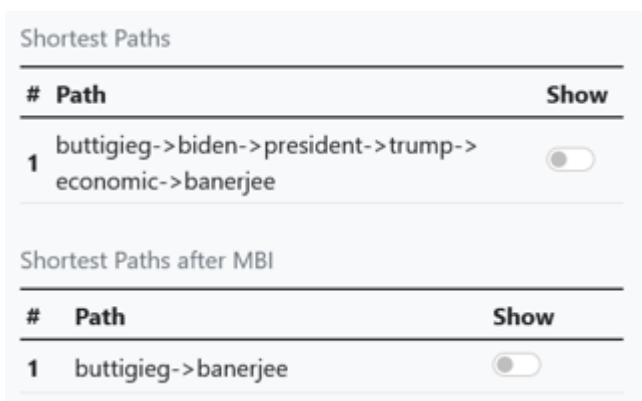 Shortest Paths
# Path Show
1 buttigieg->biden->president->trump->
economic->banerjee
Shortest Paths after MBI
# Path Show
1 buttigieg->banerjee